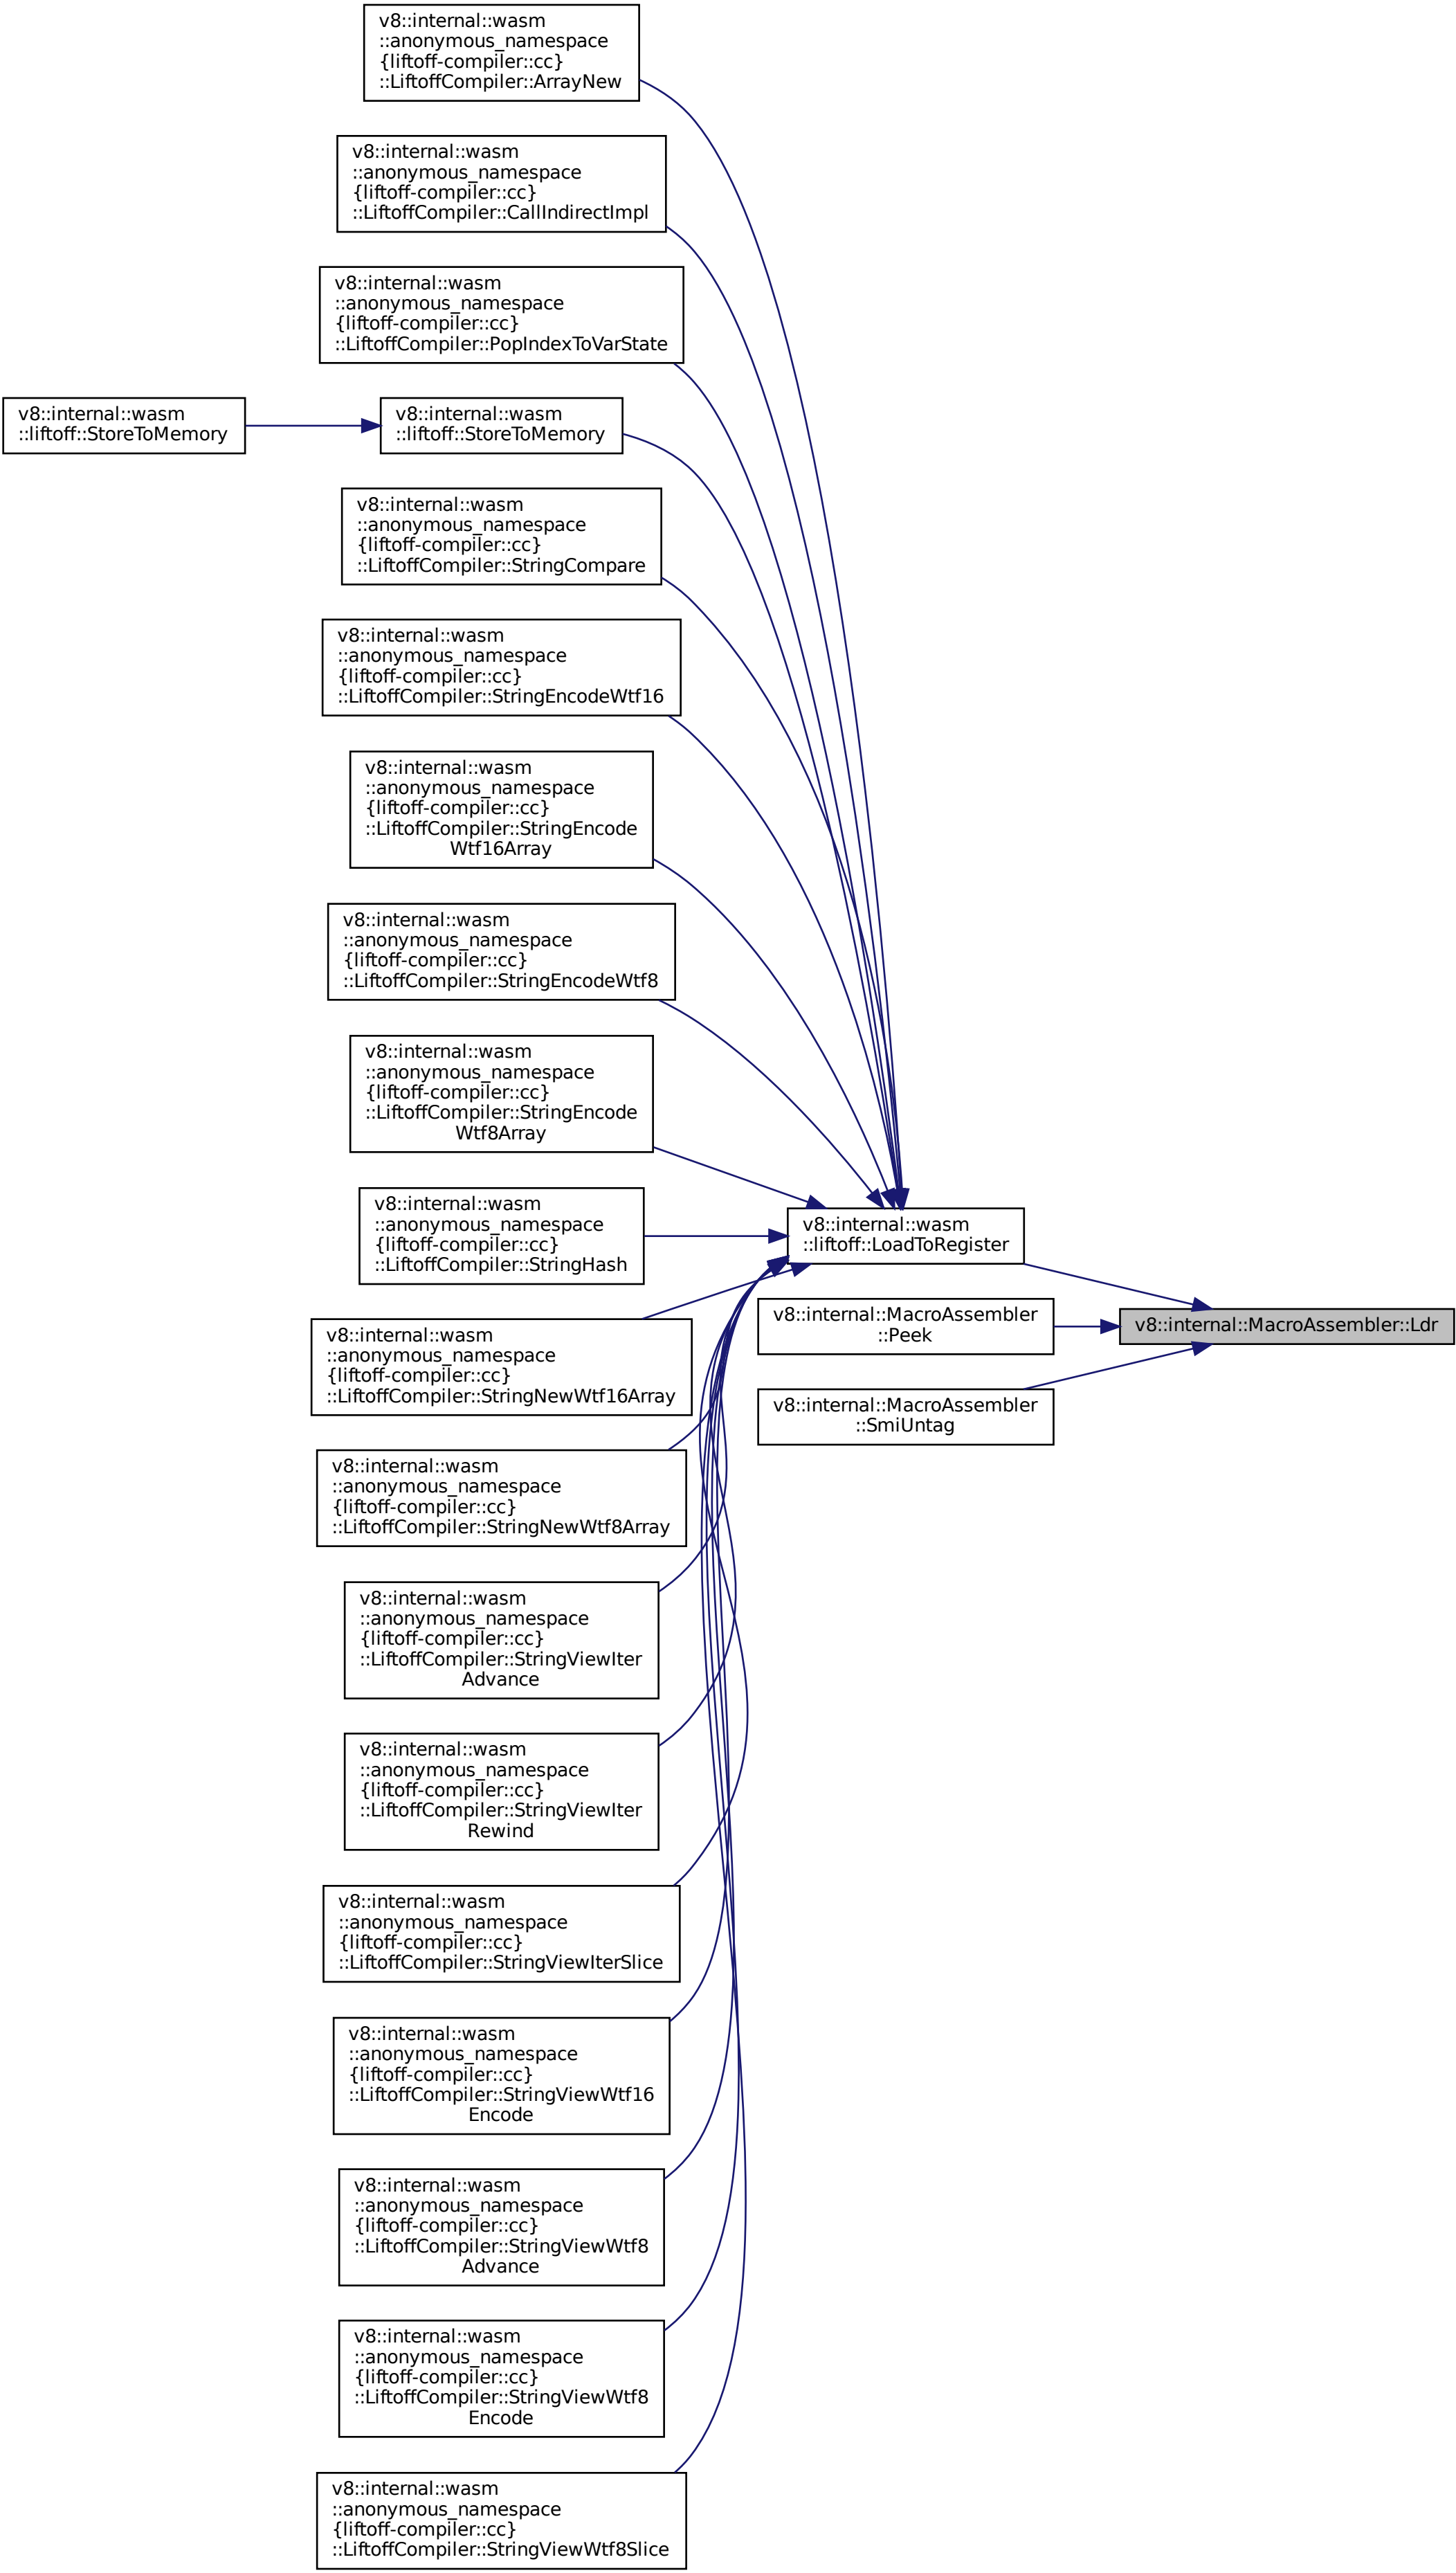 v8::internal::wasm
::anonymous_namespace
{liftoff-compiler::cc}
::LiftoffCompiler::ArrayNew
v8::internal::wasm
::anonymous_namespace
{liftoff-compiler::cc}
::LiftoffCompiler::CallIndirectImpl
v8::internal::wasm
::anonymous_namespace
{liftoff-compiler::cc}
::LiftoffCompiler::PopIndexToVarState
v8::internal::wasm
::liftoff::StoreToMemory
v8::internal::wasm
::liftoff::StoreToMemory
v8::internal::wasm
::anonymous_namespace
{liftoff-compiler::cc}
::LiftoffCompiler::StringCompare
v8::internal::wasm
::anonymous_namespace
{liftoff-compiler::cc}
::LiftoffCompiler::StringEncodeWtf16
v8::internal::wasm
::anonymous_namespace
{liftoff-compiler::cc}
::LiftoffCompiler::StringEncode
Wtf16Array
v8::internal::wasm
::anonymous_namespace
{liftoff-compiler::cc}
::LiftoffCompiler::StringEncodeWtf8
v8::internal::wasm
::anonymous_namespace
{liftoff-compiler::cc}
::LiftoffCompiler::StringEncode
Wtf8Array
v8::internal::wasm
::anonymous_namespace
{liftoff-compiler::cc}
::LiftoffCompiler::StringHash
v8::internal::wasm
::liftoff::LoadToRegister
v8::internal::MacroAssembler
::Peek
v8::internal::MacroAssembler::Ldr
v8::internal::MacroAssembler
::SmiUntag
v8::internal::wasm
::anonymous_namespace
{liftoff-compiler::cc}
::LiftoffCompiler::StringNewWtf16Array
v8::internal::wasm
::anonymous_namespace
{liftoff-compiler::cc}
::LiftoffCompiler::StringNewWtf8Array
v8::internal::wasm
::anonymous_namespace
{liftoff-compiler::cc}
::LiftoffCompiler::StringViewIter
Advance
v8::internal::wasm
::anonymous_namespace
{liftoff-compiler::cc}
::LiftoffCompiler::StringViewIter
Rewind
v8::internal::wasm
::anonymous_namespace
{liftoff-compiler::cc}
::LiftoffCompiler::StringViewIterSlice
v8::internal::wasm
::anonymous_namespace
{liftoff-compiler::cc}
::LiftoffCompiler::StringViewWtf16
Encode
v8::internal::wasm
::anonymous_namespace
{liftoff-compiler::cc}
::LiftoffCompiler::StringViewWtf8
Advance
v8::internal::wasm
::anonymous_namespace
{liftoff-compiler::cc}
::LiftoffCompiler::StringViewWtf8
Encode
v8::internal::wasm
::anonymous_namespace
{liftoff-compiler::cc}
::LiftoffCompiler::StringViewWtf8Slice